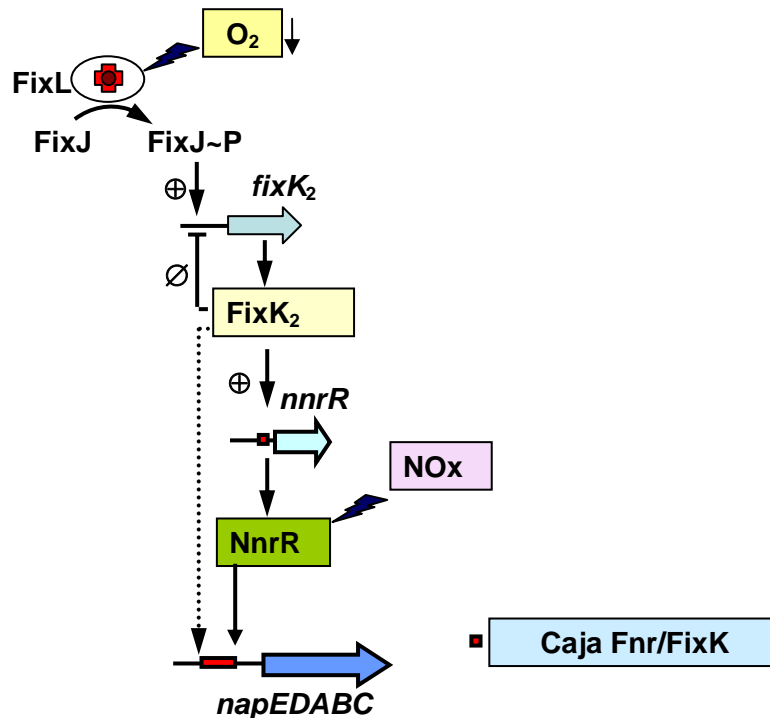 O₂
FixL
FixJ
FixJ~P
⊕
fixK₂
∅
FixK₂
⊕
nnrR
NOx
NnrR
Caja Fnr/FixK
napEDABC